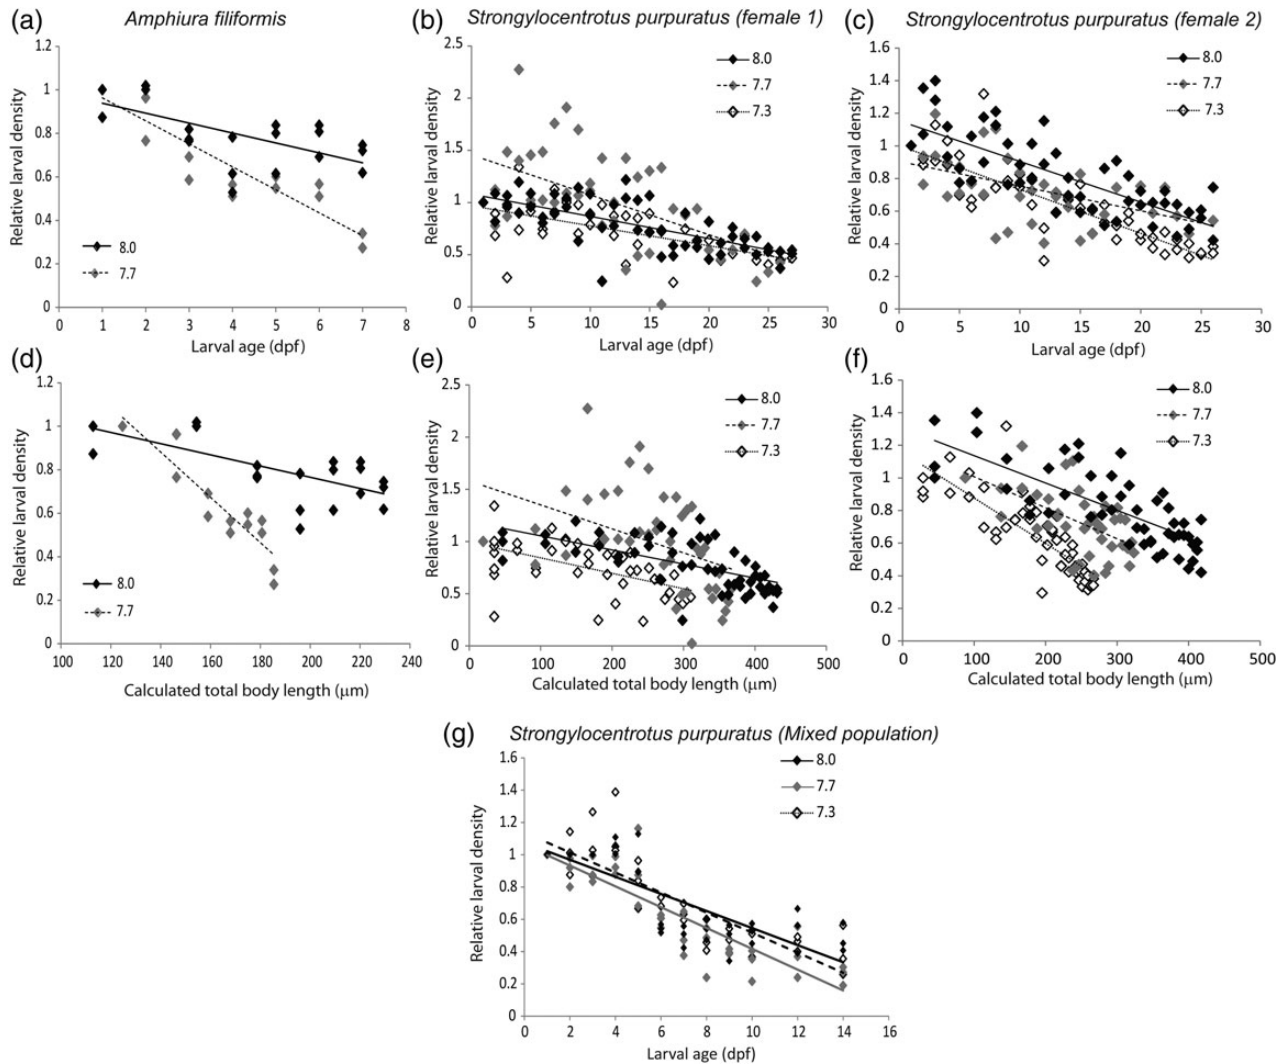 (a) Amphiura filiformis
1.2
1
0.8
0.6
0.4
0.2
0
Relative larval density
8.0
7.7
0 1 2 3 4 5 6 7 8
Larval age (dpf)
(b) Strongylocentrotus purpuratus (female 1)
2.5
2
1.5
1
0.5
0
Relative larval density
8.0
7.7
7.3
0 5 10 15 20 25 30
Larval age (dpf)
(c) Strongylocentrotus purpuratus (female 2)
1.6
1.4
1.2
1
0.8
0.6
0.4
0.2
0
Relative larval density
8.0
7.7
7.3
0 5 10 15 20 25 30
Larval age (dpf)
(d)
1.2
1
0.8
0.6
0.4
0.2
0
Relative larval density
8.0
7.7
100 120 140 160 180 200 220 240
Calculated total body length (μm)
(e)
2.5
2
1.5
1
0.5
0
Relative larval density
8.0
7.7
7.3
0 100 200 300 400 500
Calculated total body length (μm)
(f)
1.6
1.4
1.2
1
0.8
0.6
0.4
0.2
0
Relative larval density
8.0
7.7
7.3
0 100 200 300 400 500
Calculated total body length (μm)
(g) Strongylocentrotus purpuratus (Mixed population)
1.6
1.4
1.2
1
0.8
0.6
0.4
0.2
0
Relative larval density
8.0
7.7
7.3
0 2 4 6 8 10 12 14 16
Larval age (dpf)